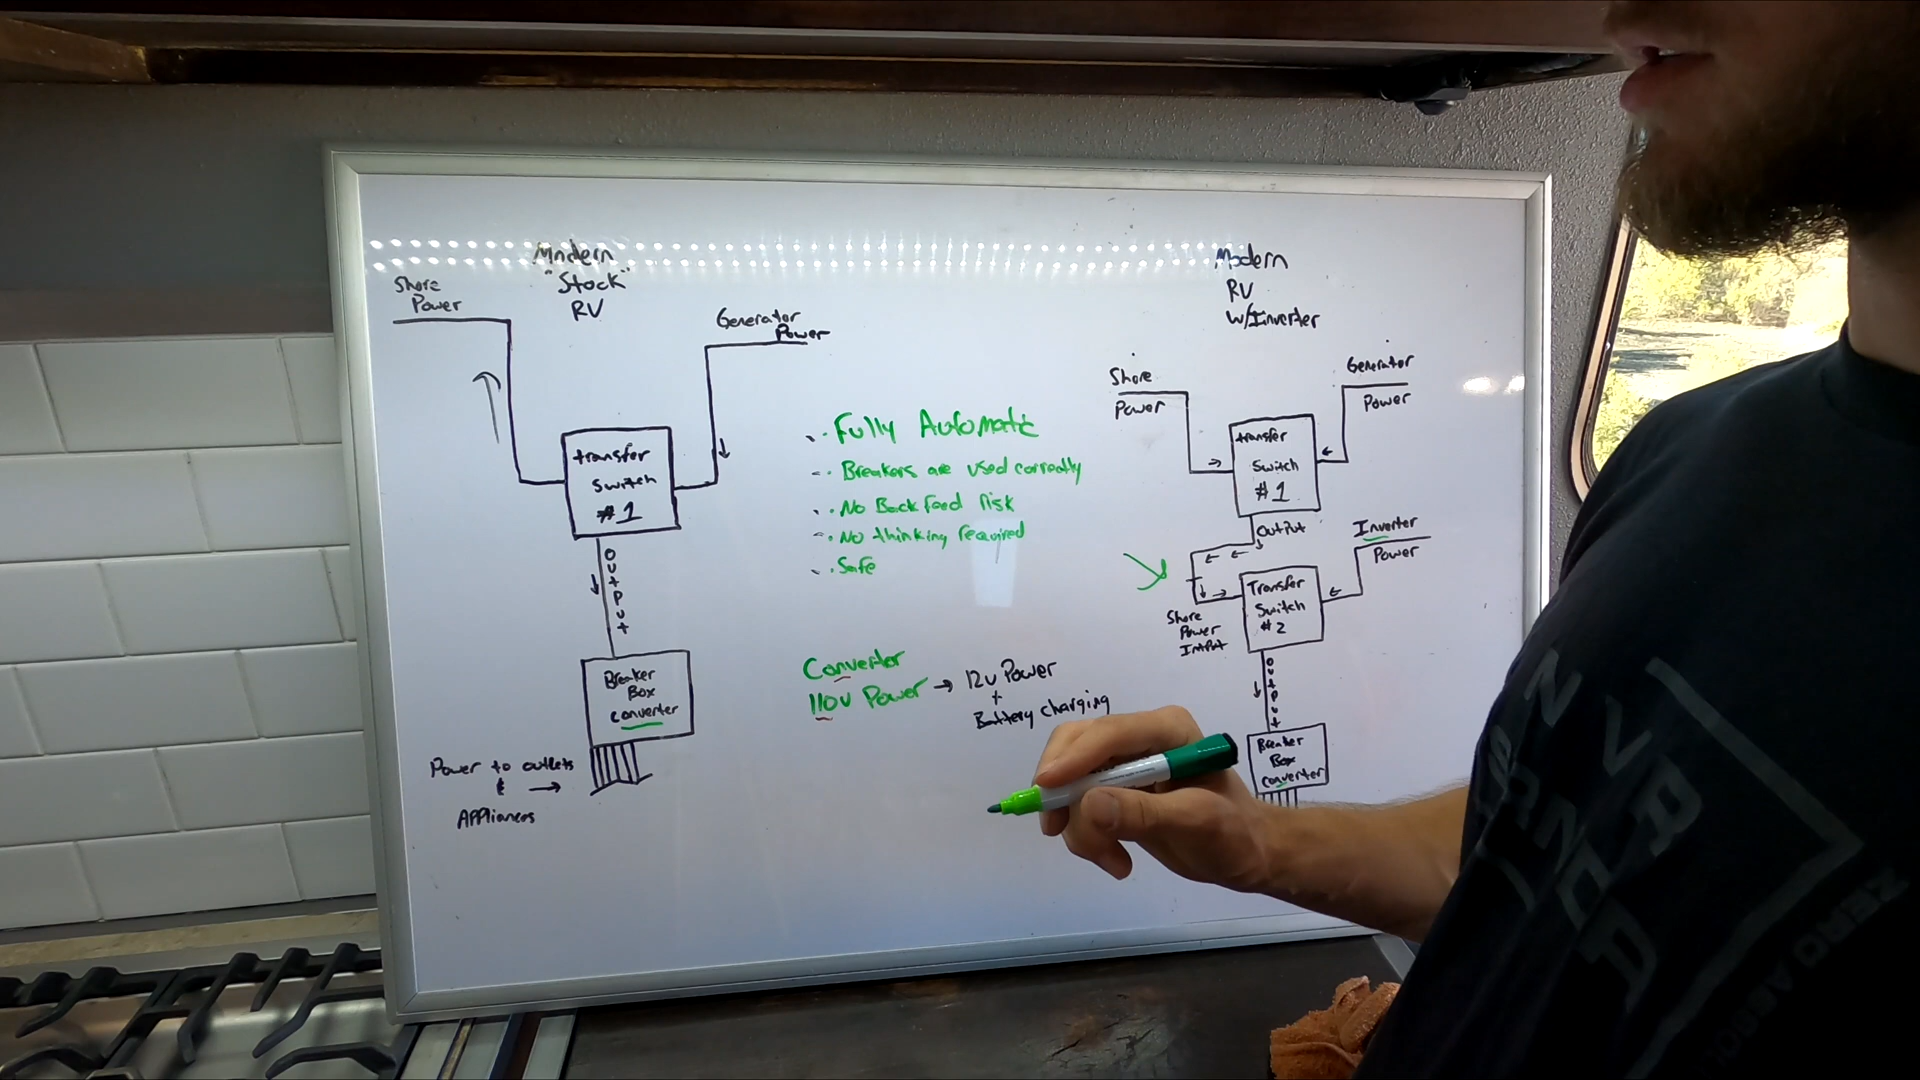 Modern
"Stock"
RV
Shore
Power
Generator
Power
transfer
Switch
#1
output
Breaker
Box
converter
Power to outlets
&
Appliances
• Fully Automatic
• Breakers are used correctly
• No Back feed risk
• No thinking required
• Safe
Converter
110v Power → 12v Power
+
Battery charging
Modern
RV
w/Inverter
Shore
Power
Generator
Power
transfer
Switch
#1
output
Inverter
Power
Transfer
Switch
#2
Shore
Power
InPut
output
Breaker
Box
converter
ZERO